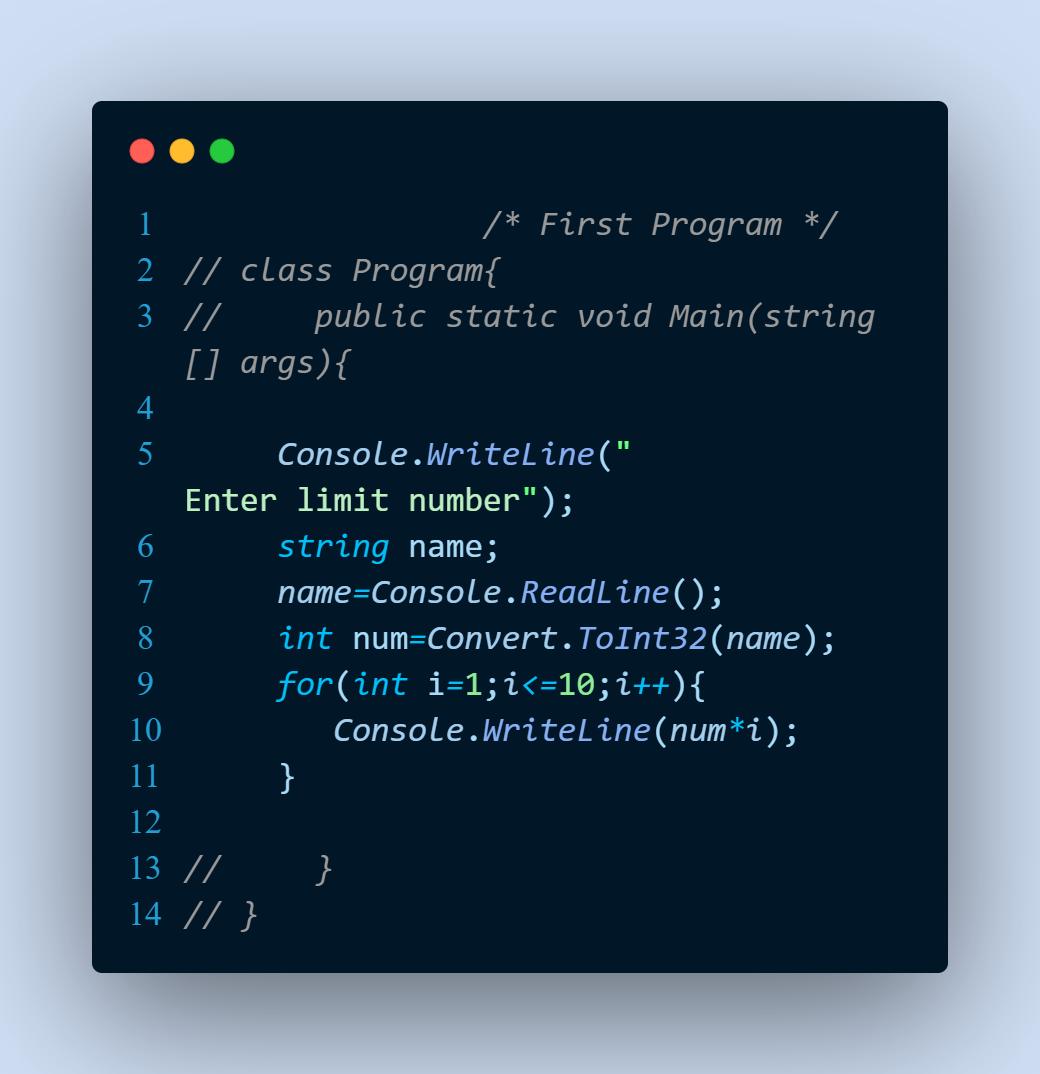 1                 /* First Program */
2 // class Program{
3 //     public static void Main(string
[] args){
4
5      Console.WriteLine("
Enter limit number");
6      string name;
7      name=Console.ReadLine();
8      int num=Convert.ToInt32(name);
9      for(int i=1;i<=10;i++){
10         Console.WriteLine(num*i);
11      }
12
13 //     }
14 // }